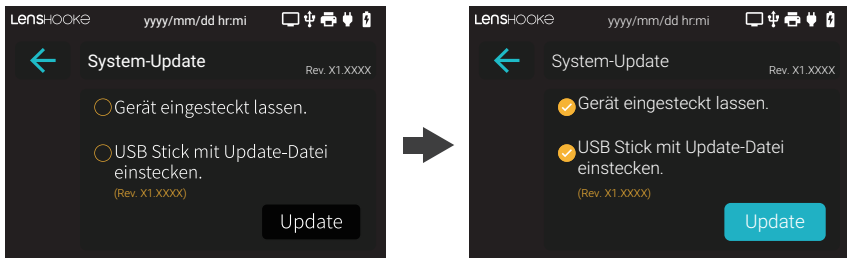 LensHOOKE yyyy/mm/dd hr:mi
System-Update
Rev. X1.XXXX
Gerät eingesteckt lassen.
USB Stick mit Update-Datei
einstecken.
(Rev. X1.XXXX)
Update
LensHOOKE yyyy/mm/dd hr:mi
System-Update
Rev. X1.XXXX
Gerät eingesteckt lassen.
USB Stick mit Update-Datei
einstecken.
(Rev. X1.XXXX)
Update